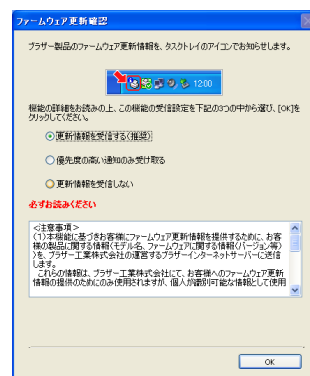 ファームウェア更新確認
ブラザー製品のファームウェア更新情報を、タスクトレイのアイコンでお知らせします。
12:00
機能の詳細をお読みの上、この機能の受信設定を下記の3つの中から選び、[OK]を
クリックしてください。
更新情報を受信する(推奨)
優先度の高い通知のみ受け取る
更新情報を受信しない
必ずお読みください
<注意事項>
(1)本機能に基づきお客様にファームウェア更新情報を提供するために、お客
様の製品に関する情報(モデル名、ファームウェアに関する情報(バージョン等)
)を、ブラザー工業株式会社の運営するブラザーインターネットサーバーに送信
します。
これらの情報は、ブラザー工業株式会社にて、お客様へのファームウェア更新
情報の提供のためにのみ使用されますが、個人が識別可能な情報として使用
OK